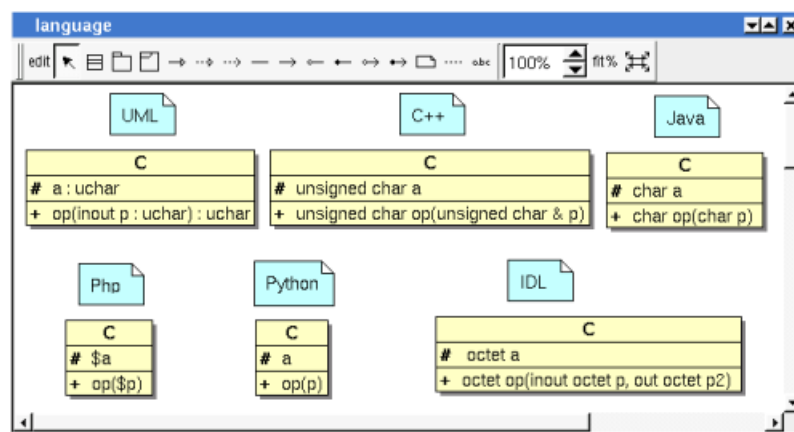 language
edit
abc
100%
fit%
UML
C++
Java
C
# a : uchar
+ op(inout p : uchar) : uchar
C
# unsigned char a
+ unsigned char op(unsigned char & p)
C
# char a
+ char op(char p)
Php
Python
IDL
C
# $a
+ op($p)
C
# a
+ op(p)
C
# octet a
+ octet op(inout octet p, out octet p2)